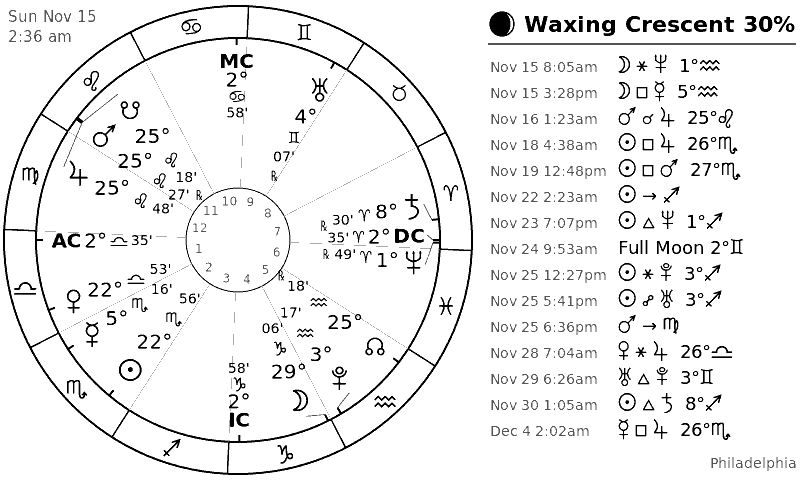 Sun Nov 15
2:36 am
♋ ♊
♌ ♉
♍ ♈
♎ ♓
♏ ♒
♐ ♑
MC
2°
♋
58'
♅
4°
♊
07'
℞
☋
♂ 25° ♌ 18'
25° ♌ 27' ℞
♃ 25° ♌ 48'
AC 2° ♎ 35'
℞ 30' ♈ 8° ♄
35' ♈ 2° DC
℞ 49' ♈ 1° ♆
♀ 22° ♎ 53'
☿ 5° ♏ 16'
☉ 22° ♏ 56'
58'
♑
2°
IC
06'
♑
29°
☽
17'
♒
3°
♇
℞ 18'
♒
25°
☊
10 9
11 8
12 7
1 6
2 5
3 4
Waxing Crescent 30%
Nov 15 8:05am ☽ ⚹ ♆ 1°♒
Nov 15 3:28pm ☽ □ ☿ 5°♒
Nov 16 1:23am ♂ ☌ ♃ 25°♌
Nov 18 4:38am ☉ □ ♃ 26°♏
Nov 19 12:48pm ☉ □ ♂ 27°♏
Nov 22 2:23am ☉ → ♐
Nov 23 7:07pm ☉ △ ♆ 1°♐
Nov 24 9:53am Full Moon 2°♊
Nov 25 12:27pm ☉ ⚹ ♇ 3°♐
Nov 25 5:41pm ☉ ☍ ♅ 3°♐
Nov 25 6:36pm ♂ → ♍
Nov 28 7:04am ♀ ⚹ ♃ 26°♎
Nov 29 6:26am ♅ △ ♇ 3°♊
Nov 30 1:05am ☉ △ ♄ 8°♐
Dec 4 2:02am ☿ □ ♃ 26°♏
Philadelphia